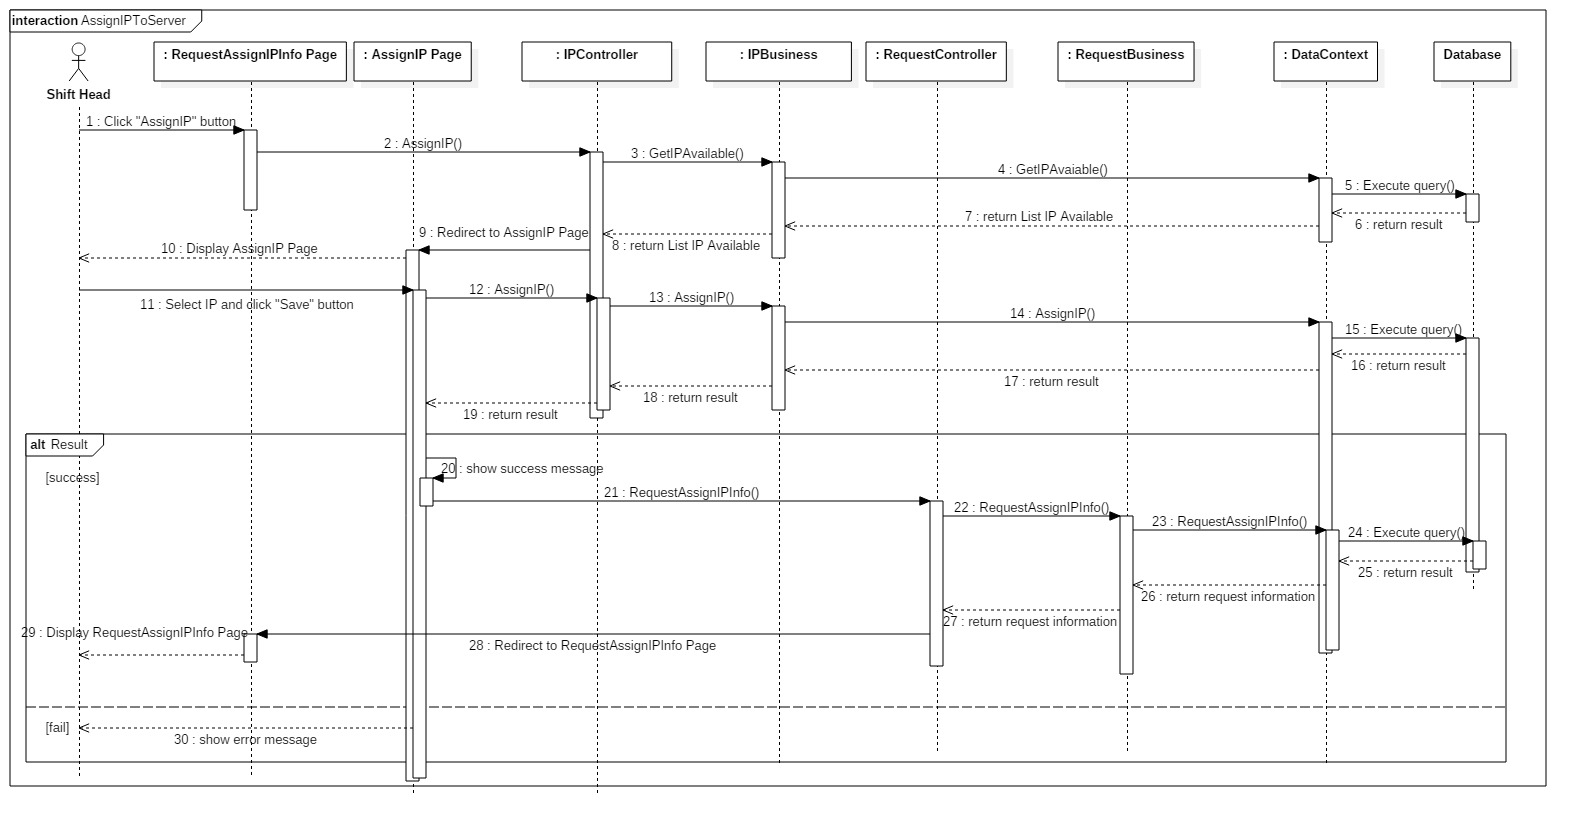 interaction AssignIPToServer
Shift Head
: RequestAssignIPInfo Page
: AssignIP Page
: IPController
: IPBusiness
: RequestController
: RequestBusiness
: DataContext
Database
1 : Click "AssignIP" button
2 : AssignIP()
3 : GetIPAvailable()
4 : GetIPAvaiable()
5 : Execute query()
6 : return result
7 : return List IP Available
8 : return List IP Available
9 : Redirect to AssignIP Page
10 : Display AssignIP Page
11 : Select IP and click "Save" button
12 : AssignIP()
13 : AssignIP()
14 : AssignIP()
15 : Execute query()
16 : return result
17 : return result
18 : return result
19 : return result
alt Result
[success]
20 : show success message
21 : RequestAssignIPInfo()
22 : RequestAssignIPInfo()
23 : RequestAssignIPInfo()
24 : Execute query()
25 : return result
26 : return request information
27 : return request information
28 : Redirect to RequestAssignIPInfo Page
29 : Display RequestAssignIPInfo Page
[fail]
30 : show error message